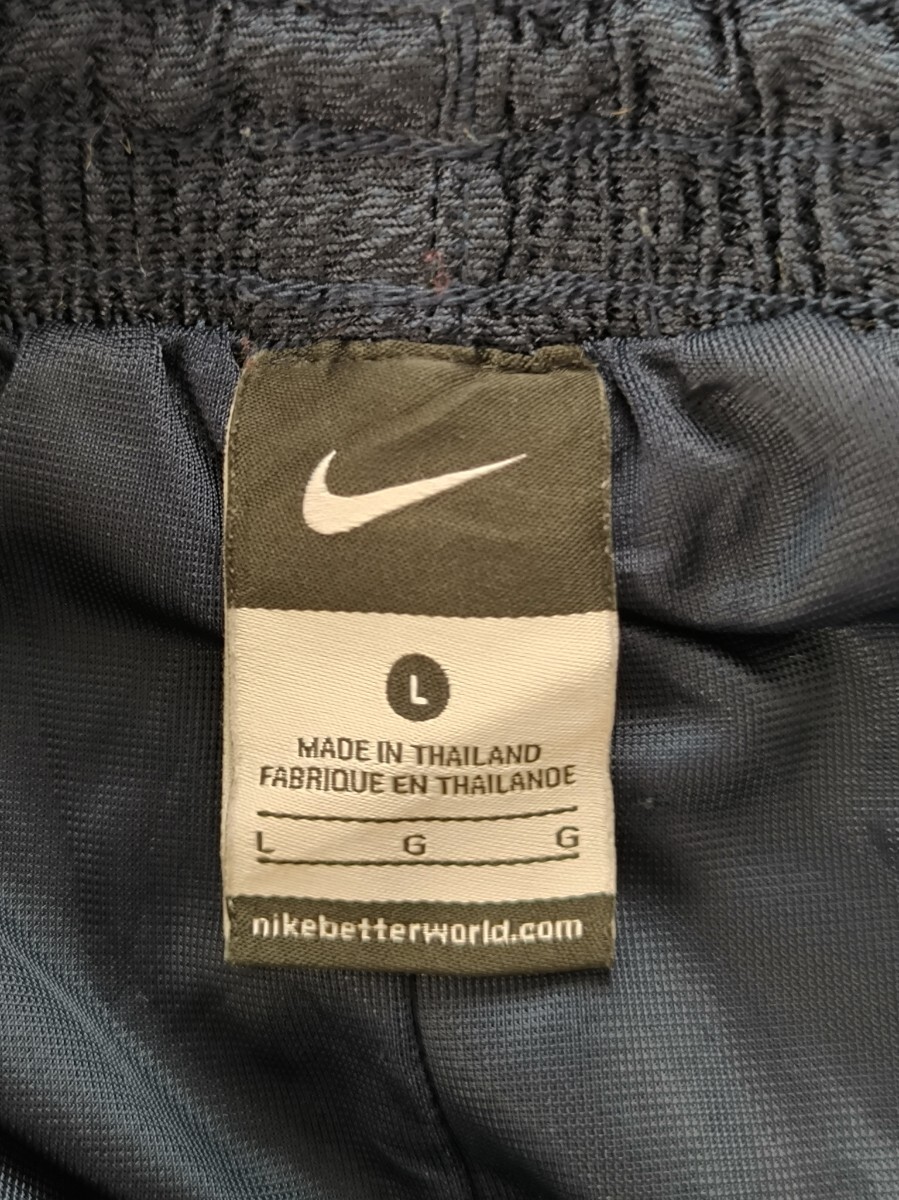 L
MADE IN THAILAND
FABRIQUE EN THAILANDE
L G G
nikebetterworld.com